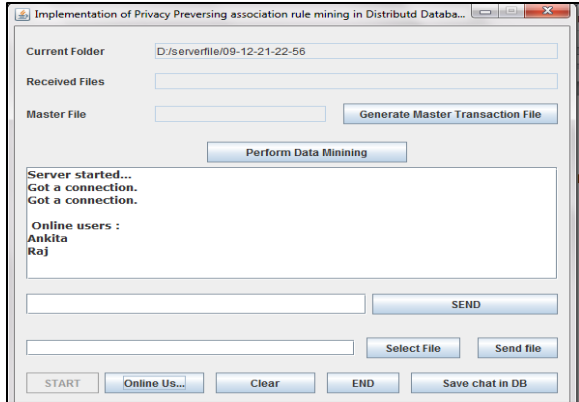 Implementation of Privacy Preversing association rule mining in Distributd Databa...
Current Folder D:/serverfile/09-12-21-22-56
Received Files
Master File Generate Master Transaction File
Perform Data Minining
Server started...
Got a connection.
Got a connection.
Online users :
Ankita
Raj
SEND
Select File Send file
START Online Us... Clear END Save chat in DB